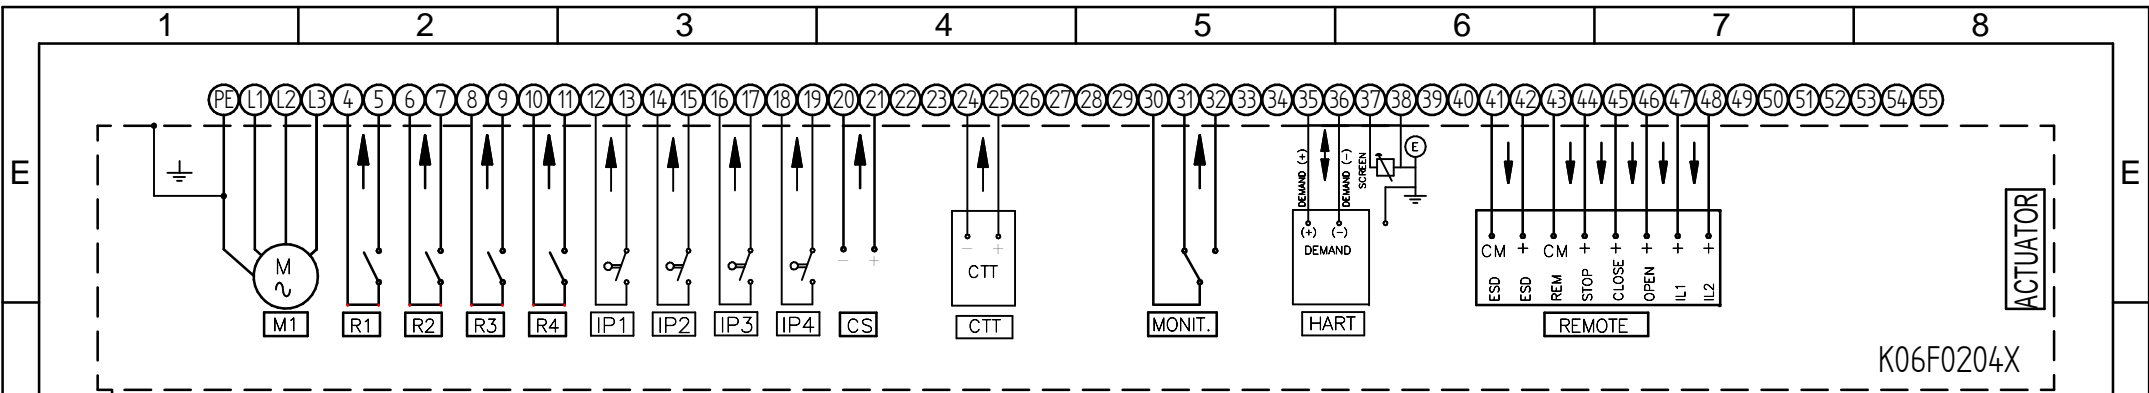 1 2 3 4 5 6 7 8
PE L1 L2 L3 4 5 6 7 8 9 10 11 12 13 14 15 16 17 18 19 20 21 22 23 24 25 26 27 28 29 30 31 32 33 34 35 36 37 38 39 40 41 42 43 44 45 46 47 48 49 50 51 52 53 54 55
E E
DEMAND (+) DEMAND (-) SCREEN E
M - + - + (+) (-) CM + CM + + + + +
CTT DEMAND
ESD ESD REM STOP CLOSE OPEN IL1 IL2
ACTUATOR
M1 R1 R2 R3 R4 IP1 IP2 IP3 IP4 CS CTT MONIT. HART REMOTE
K06F0204X